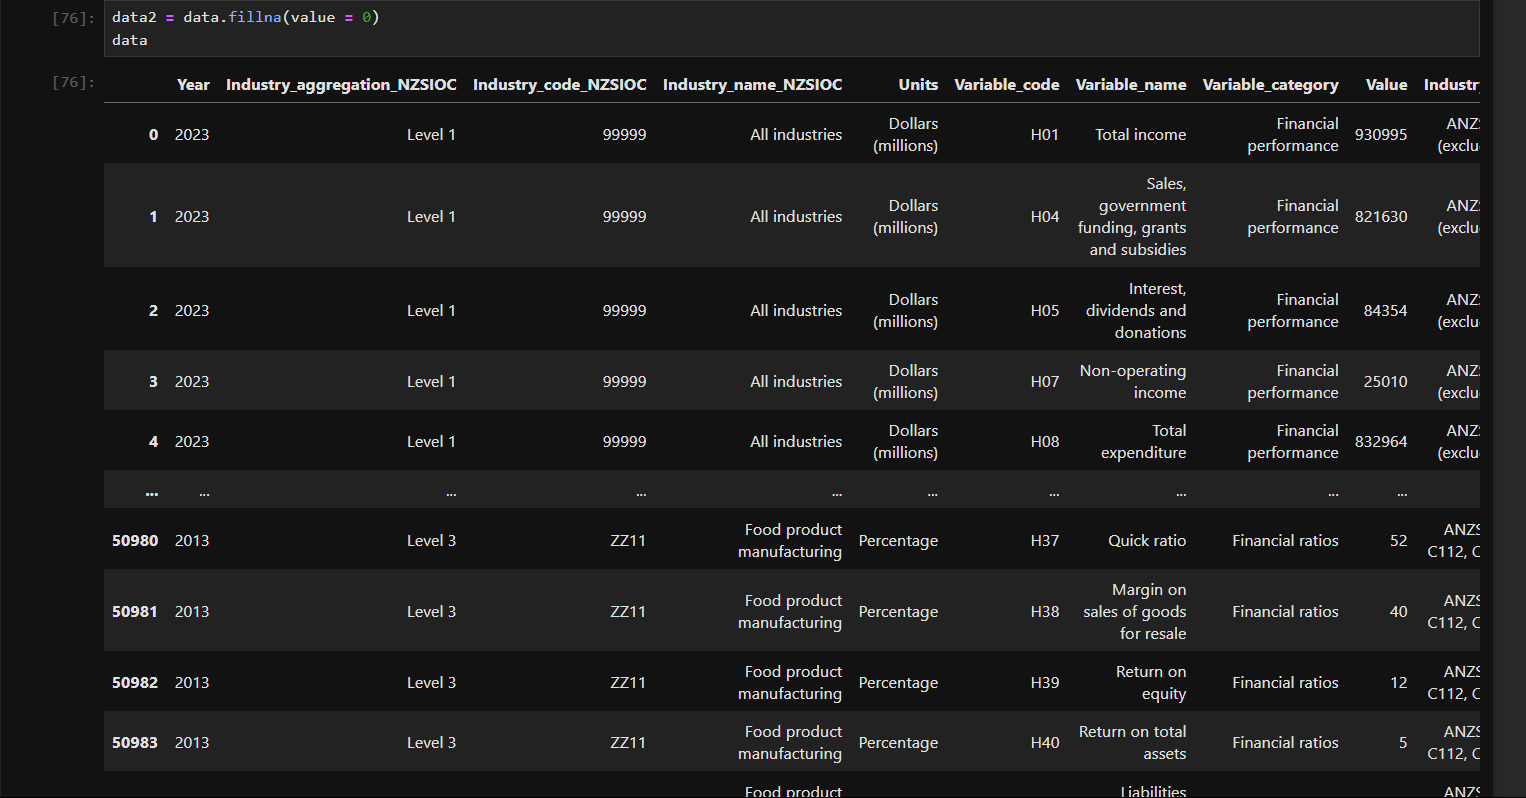 [76]: data2 = data.fillna(value = 0)
data
[76]:
Year Industry_aggregation_NZSIOC Industry_code_NZSIOC Industry_name_NZSIOC Units Variable_code Variable_name Variable_category Value Industry
0 2023 Level 1 99999 All industries Dollars (millions) H01 Total income Financial performance 930995 ANZS (exclu
1 2023 Level 1 99999 All industries Dollars (millions) H04 Sales, government funding, grants and subsidies Financial performance 821630 ANZS (exclu
2 2023 Level 1 99999 All industries Dollars (millions) H05 Interest, dividends and donations Financial performance 84354 ANZS (exclu
3 2023 Level 1 99999 All industries Dollars (millions) H07 Non-operating income Financial performance 25010 ANZS (exclu
4 2023 Level 1 99999 All industries Dollars (millions) H08 Total expenditure Financial performance 832964 ANZS (exclu
... ... ... ... ... ... ... ... ... ...
50980 2013 Level 3 ZZ11 Food product manufacturing Percentage H37 Quick ratio Financial ratios 52 ANZS C112, C
50981 2013 Level 3 ZZ11 Food product manufacturing Percentage H38 Margin on sales of goods for resale Financial ratios 40 ANZS C112, C
50982 2013 Level 3 ZZ11 Food product manufacturing Percentage H39 Return on equity Financial ratios 12 ANZS C112, C
50983 2013 Level 3 ZZ11 Food product manufacturing Percentage H40 Return on total assets Financial ratios 5 ANZS C112, C
Food product Liabilities ANZS